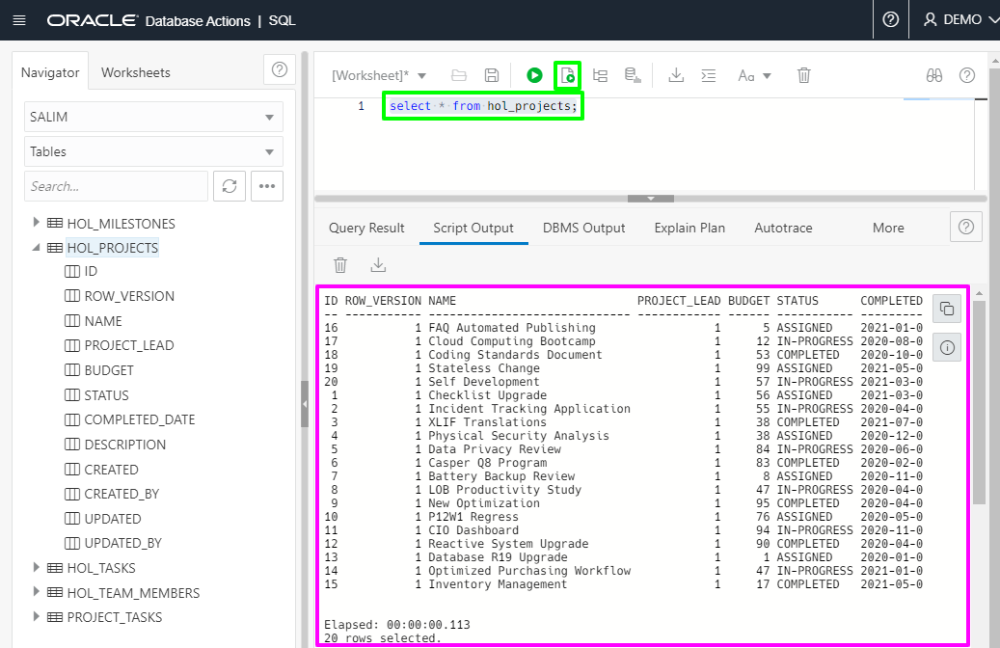 ORACLE Database Actions | SQL
DEMO
Navigator
Worksheets
SALIM
Tables
Search...
HOL_MILESTONES
HOL_PROJECTS
ID
ROW_VERSION
NAME
PROJECT_LEAD
BUDGET
STATUS
COMPLETED_DATE
DESCRIPTION
CREATED
CREATED_BY
UPDATED
UPDATED_BY
HOL_TASKS
HOL_TEAM_MEMBERS
PROJECT_TASKS
[Worksheet]*
Aa
1 select * from hol_projects;
Query Result Script Output DBMS Output Explain Plan Autotrace More
ID ROW_VERSION NAME PROJECT_LEAD BUDGET STATUS COMPLETED
-- ----------- ----------------------------- ------------ ------ ----------- ---------
16 1 FAQ Automated Publishing 1 5 ASSIGNED 2021-01-0
17 1 Cloud Computing Bootcamp 1 12 IN-PROGRESS 2020-08-0
18 1 Coding Standards Document 1 53 COMPLETED 2020-10-0
19 1 Stateless Change 1 99 ASSIGNED 2021-05-0
20 1 Self Development 1 57 IN-PROGRESS 2021-03-0
1 1 Checklist Upgrade 1 56 ASSIGNED 2021-03-0
2 1 Incident Tracking Application 1 55 IN-PROGRESS 2021-04-0
3 1 XLIF Translations 1 38 COMPLETED 2021-07-0
4 1 Physical Security Analysis 1 38 ASSIGNED 2020-12-0
5 1 Data Privacy Review 1 84 IN-PROGRESS 2020-06-0
6 1 Casper Q8 Program 1 83 COMPLETED 2020-02-0
7 1 Battery Backup Review 1 8 ASSIGNED 2020-11-0
8 1 LOB Productivity Study 1 47 IN-PROGRESS 2020-04-0
9 1 New Optimization 1 95 COMPLETED 2020-04-0
10 1 P12W1 Regress 1 76 ASSIGNED 2020-05-0
11 1 CIO Dashboard 1 94 IN-PROGRESS 2020-11-0
12 1 Reactive System Upgrade 1 90 COMPLETED 2020-04-0
13 1 Database R19 Upgrade 1 1 ASSIGNED 2020-01-0
14 1 Optimized Purchasing Workflow 1 47 IN-PROGRESS 2021-01-0
15 1 Inventory Management 1 17 COMPLETED 2021-05-0
Elapsed: 00:00:00.113
20 rows selected.